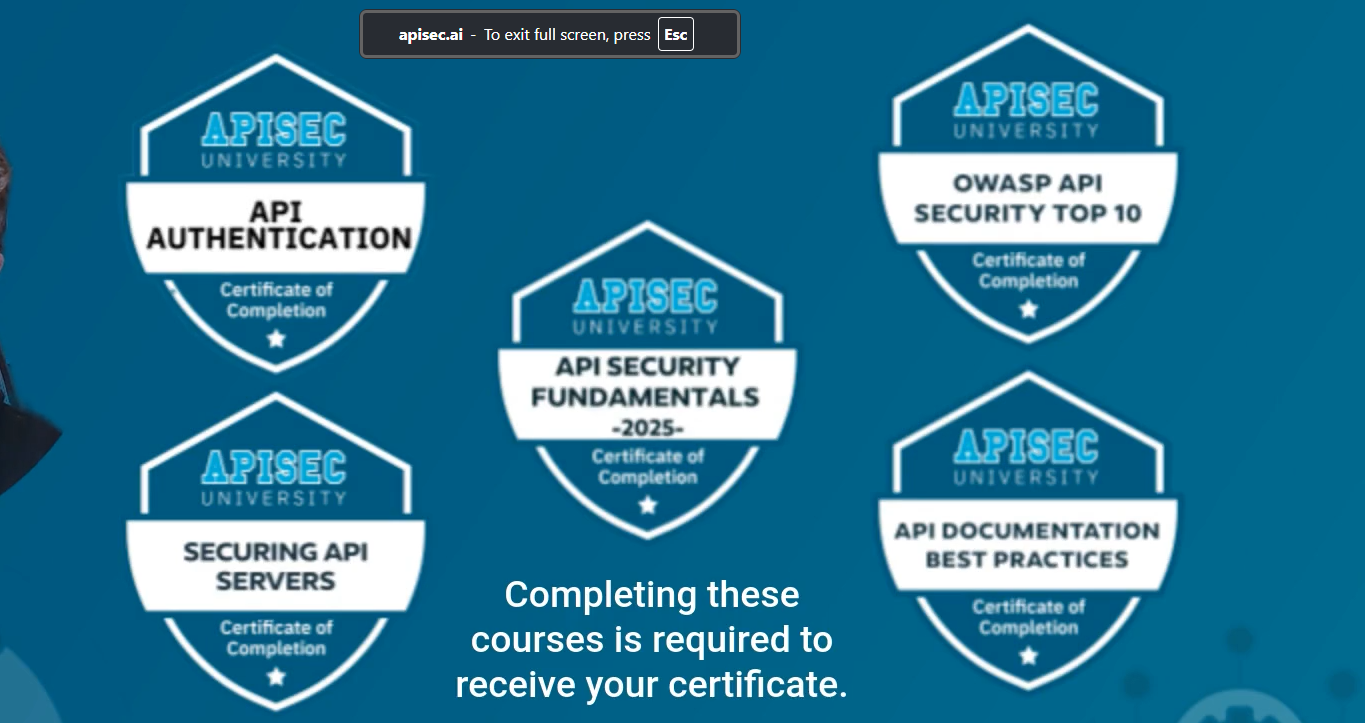 apisec.ai - To exit full screen, press Esc
APISEC
UNIVERSITY
API
AUTHENTICATION
Certificate of
Completion
APISEC
UNIVERSITY
SECURING API
SERVERS
Certificate of
Completion
APISEC
UNIVERSITY
API SECURITY
FUNDAMENTALS
-2025-
Certificate of
Completion
Completing these
courses is required to
receive your certificate.
APISEC
UNIVERSITY
OWASP API
SECURITY TOP 10
Certificate of
Completion
APISEC
UNIVERSITY
API DOCUMENTATION
BEST PRACTICES
Certificate of
Completion